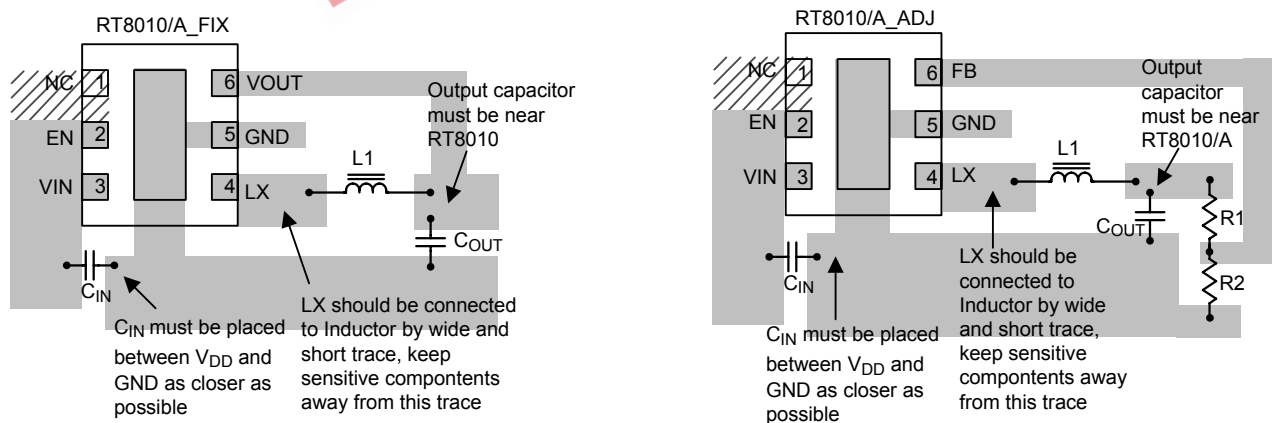 RT8010/A_FIX
NC 1
6 VOUT
EN 2
5 GND
VIN 3
4 LX
L1
Output capacitor
must be near
RT8010
COUT
CIN
CIN must be placed
between VDD and
GND as closer as
possible
LX should be connected
to Inductor by wide and
short trace, keep
sensitive compontents
away from this trace
RT8010/A_ADJ
NC 1
6 FB
EN 2
5 GND
VIN 3
4 LX
L1
Output
capacitor
must be near
RT8010/A
COUT
R1
R2
CIN
CIN must be placed
between VDD and
GND as closer as
possible
LX should be
connected to
Inductor by wide
and short trace,
keep sensitive
compontents away
from this trace